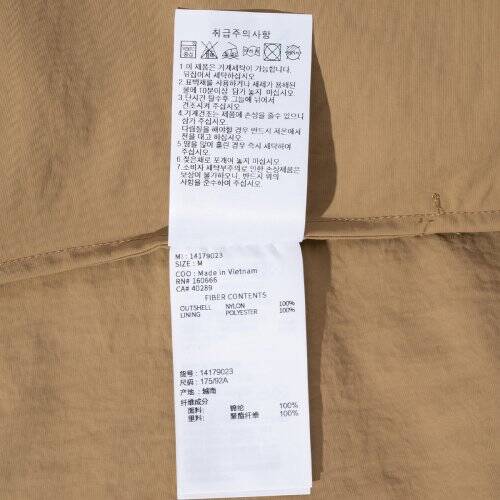 취급주의사항
1.이 제품은 기계세탁이 가능합니다.
뒤집어서 세탁하십시오.
2.표백제를 사용하거나 세제가 용해된
물에 10분이상 담가 놓지 마십시오.
3.단시간 탈수후 그늘에 뉘어서
건조시켜 주십시오.
4.기계건조는 제품에 손상을 줄수 있으니
삼가 주십시오.
다림질을 해야할 경우 반드시 저온에서
천을 대고 하십시오.
5.땀을 많이 흘린 경우 즉시 세탁하여
주십시오.
6.젖은채로 포개어 놓지 마십시오.
7.소비자 세탁부주의로 인한 손상제품은
보상이 불가하오니, 반드시 위의
사항을 준수하여 주십시오.
MI : 14179023
SIZE : M
COO : Made in Vietnam
RN# 160666
CA# 40289
FIBER CONTENTS
OUTSHELL NYLON 100%
LINING POLYESTER 100%
货号 : 14179023
尺码 : 175/92A
产地 : 越南
纤维成分
面料: 锦纶 100%
里料: 聚酯纤维 100%